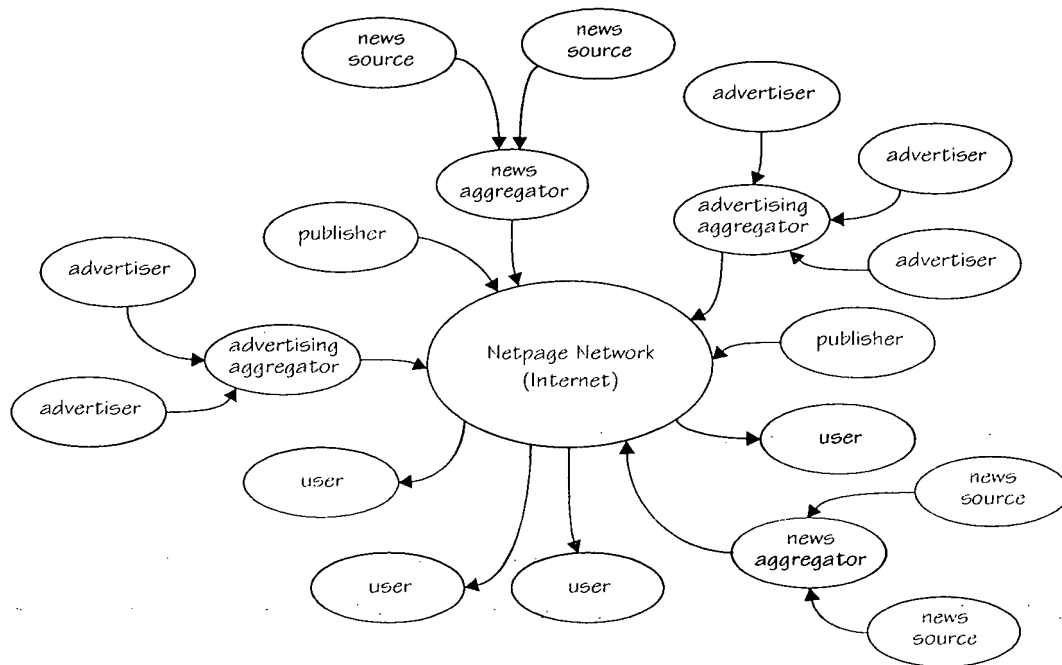 news
source
news
source
advertiser
advertiser
news
aggregator
advertising
aggregator
publisher
advertiser
advertiser
publisher
advertising
aggregator
Netpage Network
(Internet)
advertiser
user
user
news
source
news
aggregator
user
user
news
source